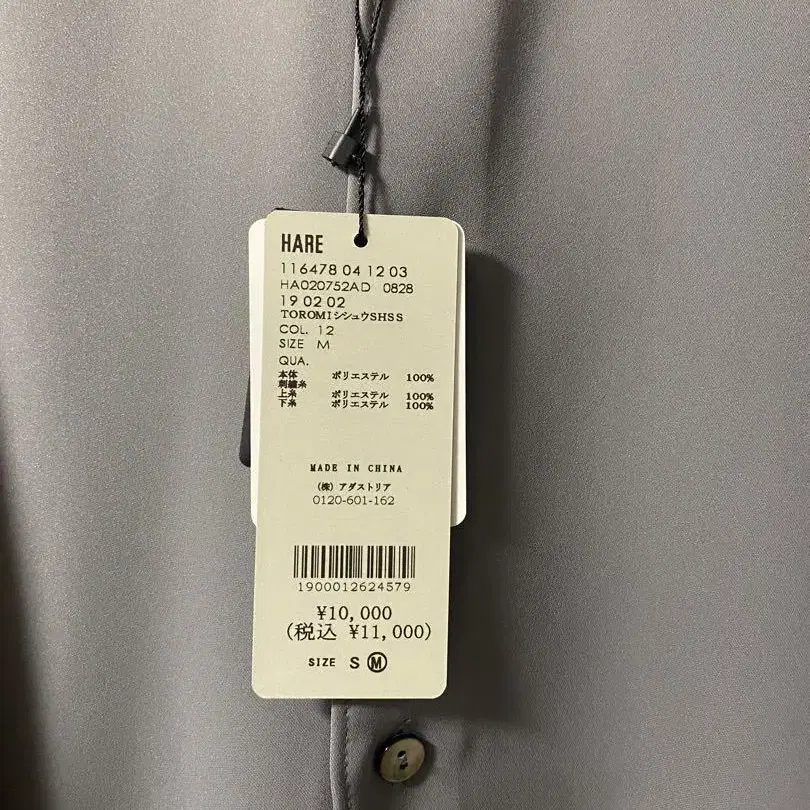 HARE
116478 04 12 03
HA020752AD 0828
19 02 02
TOROMIシシュウSHSS
COL. 12
SIZE M
QUA.
本体 ポリエステル 100%
刺繍糸
上糸 ポリエステル 100%
下糸 ポリエステル 100%
MADE IN CHINA
(株) アダストリア
0120-601-162
1900012624579
¥10,000
(税込 ¥11,000)
SIZE S M